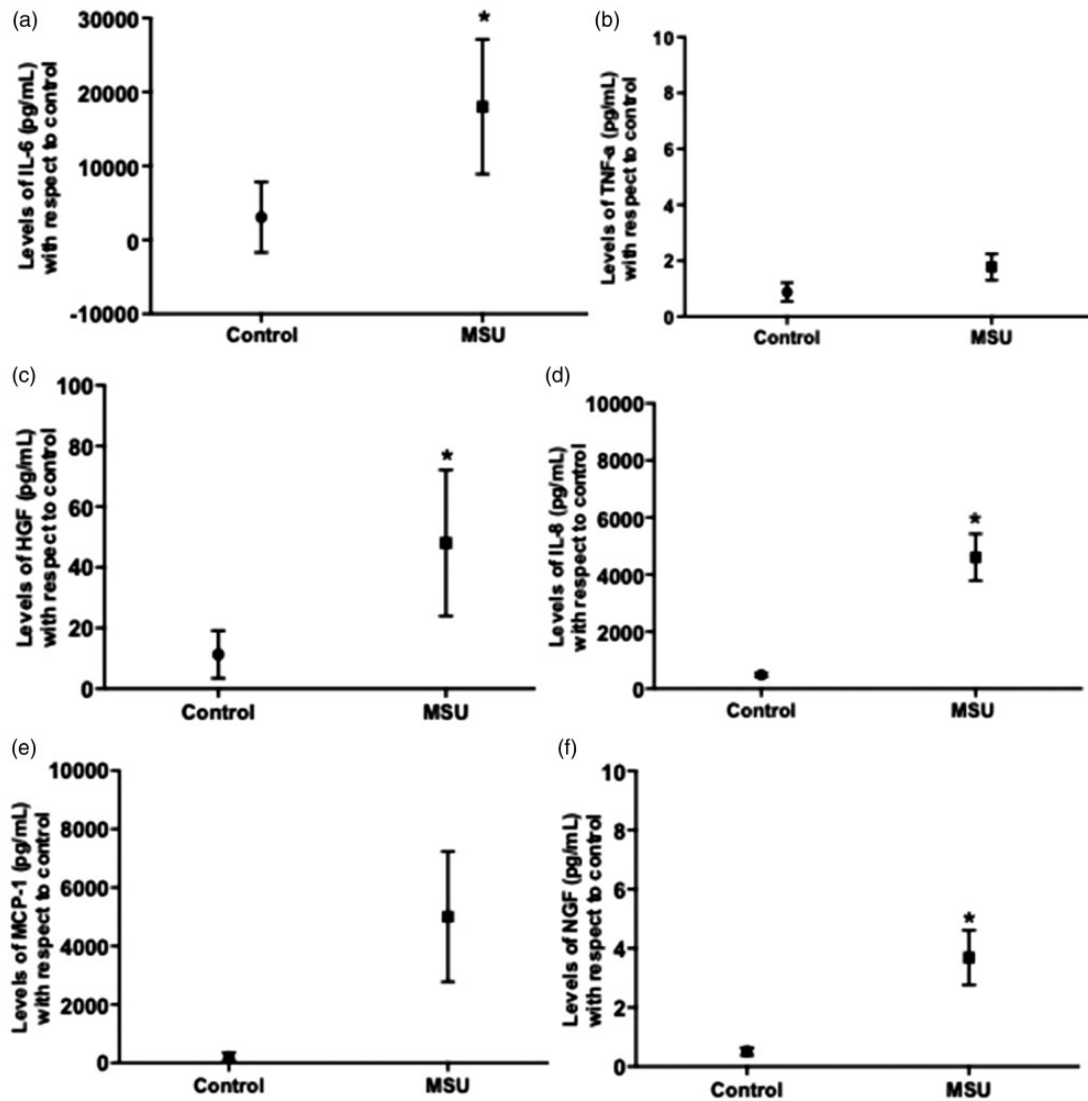 (a)
Levels of IL-6 (pg/mL)
with respect to control
30000
20000
10000
0
-10000
*
Control
MSU
(b)
Levels of TNF-a (pg/mL)
with respect to control
10
8
6
4
2
0
Control
MSU
(c)
Levels of HGF (pg/mL)
with respect to control
100
80
60
40
20
0
*
Control
MSU
(d)
Levels of IL-8 (pg/mL)
with respect to control
10000
8000
6000
4000
2000
0
*
Control
MSU
(e)
Levels of MCP-1 (pg/mL)
with respect to control
10000
8000
6000
4000
2000
0
Control
MSU
(f)
Levels of NGF (pg/mL)
with respect to control
10
8
6
4
2
0
*
Control
MSU